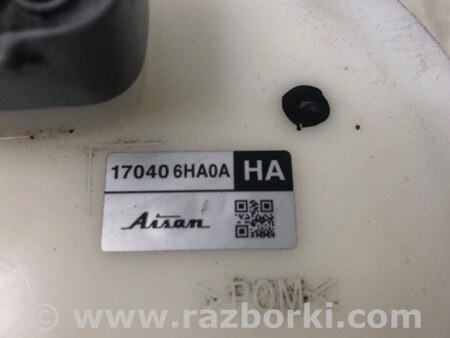 17040 6HA0A HA
Aisan
>POM<
© www.razborki.com